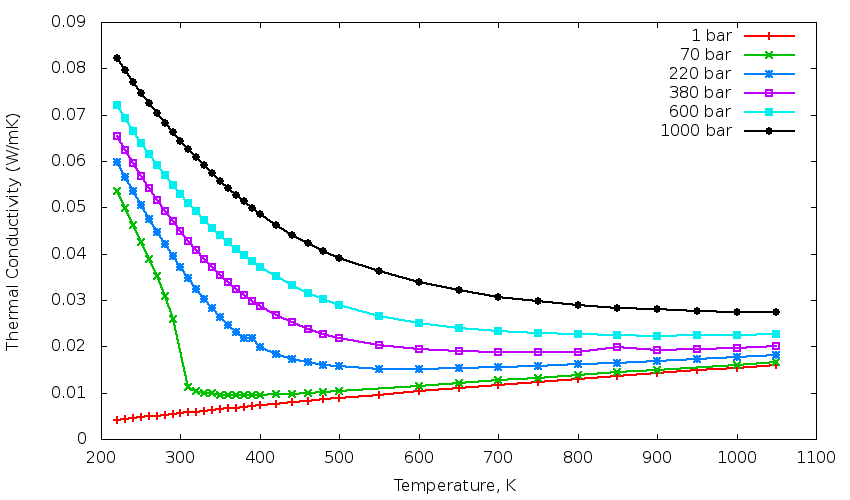 0.09
0.08
0.07
0.06
0.05
0.04
0.03
0.02
0.01
0
200 300 400 500 600 700 800 900 1000 1100
Thermal Conductivity (W/mK)
Temperature, K
1 bar
70 bar
220 bar
380 bar
600 bar
1000 bar